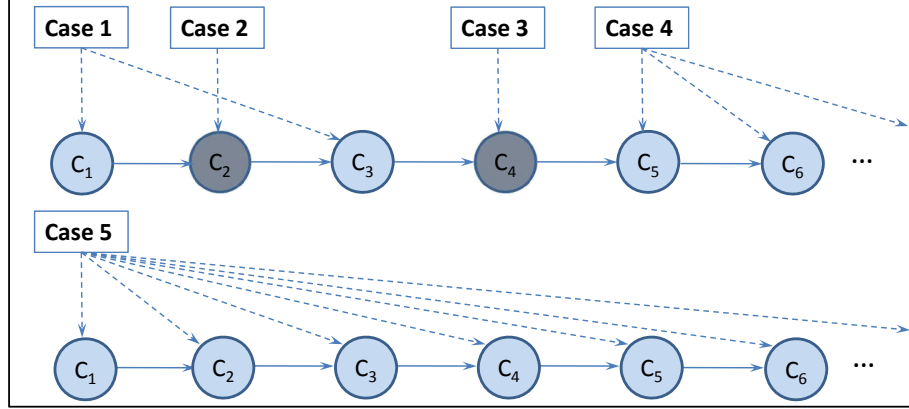 Case 1 Case 2 Case 3 Case 4
C1 C2 C3 C4 C5 C6 ...
Case 5
C1 C2 C3 C4 C5 C6 ...